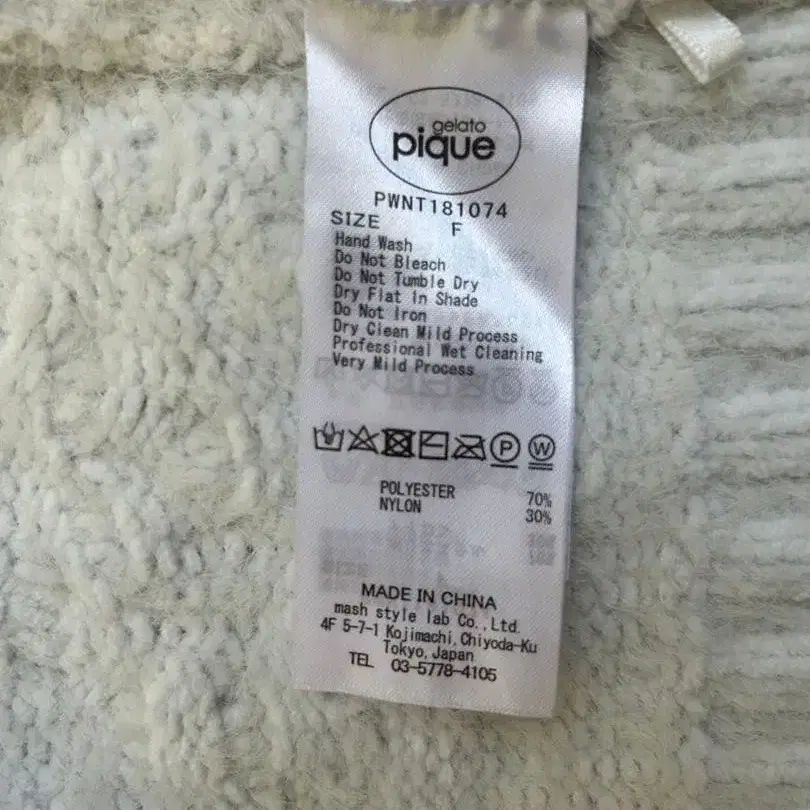 gelato
pique
PWNT181074
SIZE F
Hand Wash
Do Not Bleach
Do Not Tumble Dry
Dry Flat In Shade
Do Not Iron
Dry Clean Mild Process
Professional Wet Cleaning
Very Mild Process
P W
POLYESTER 70%
NYLON 30%
MADE IN CHINA
mash style lab Co.,Ltd.
4F 5-7-1 Kojimachi,Chiyoda-Ku
Tokyo,Japan
TEL 03-5778-4105